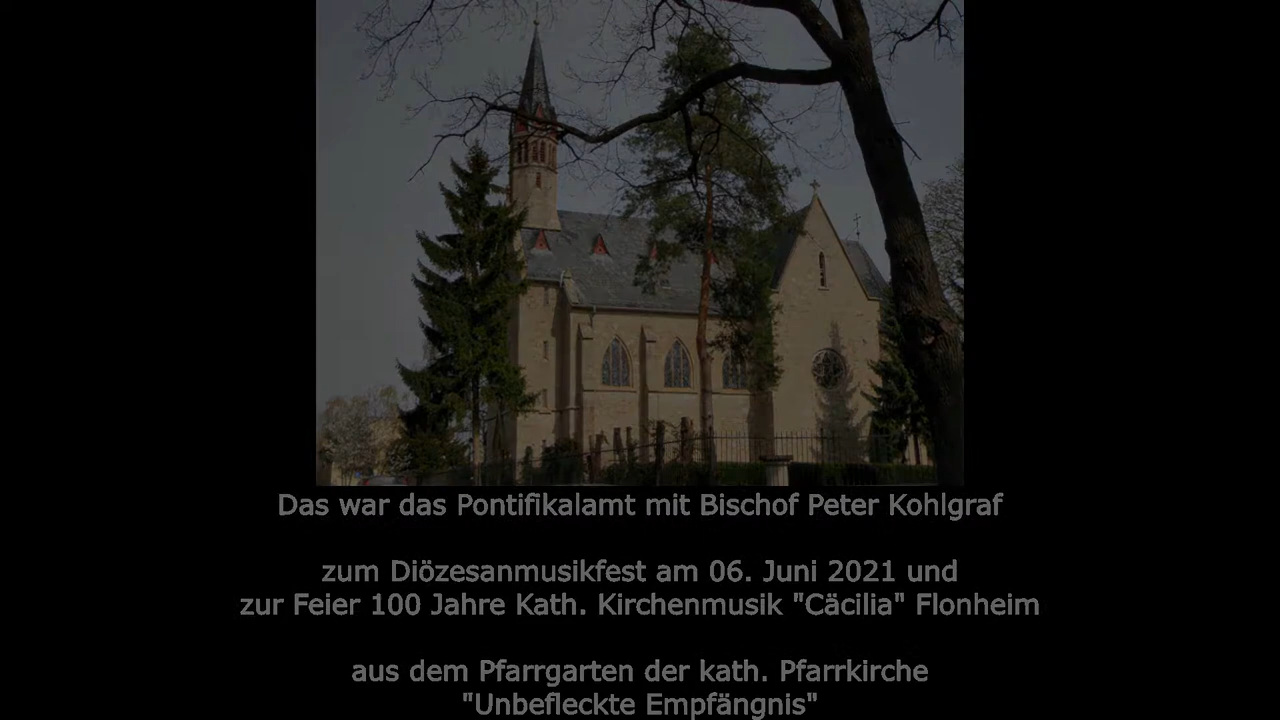 Das war das Pontifikalamt mit Bischof Peter Kohlgraf
zum Diözesanmusikfest am 06. Juni 2021 und
zur Feier 100 Jahre Kath. Kirchenmusik "Cäcilia" Flonheim
aus dem Pfarrgarten der kath. Pfarrkirche
"Unbefleckte Empfängnis"